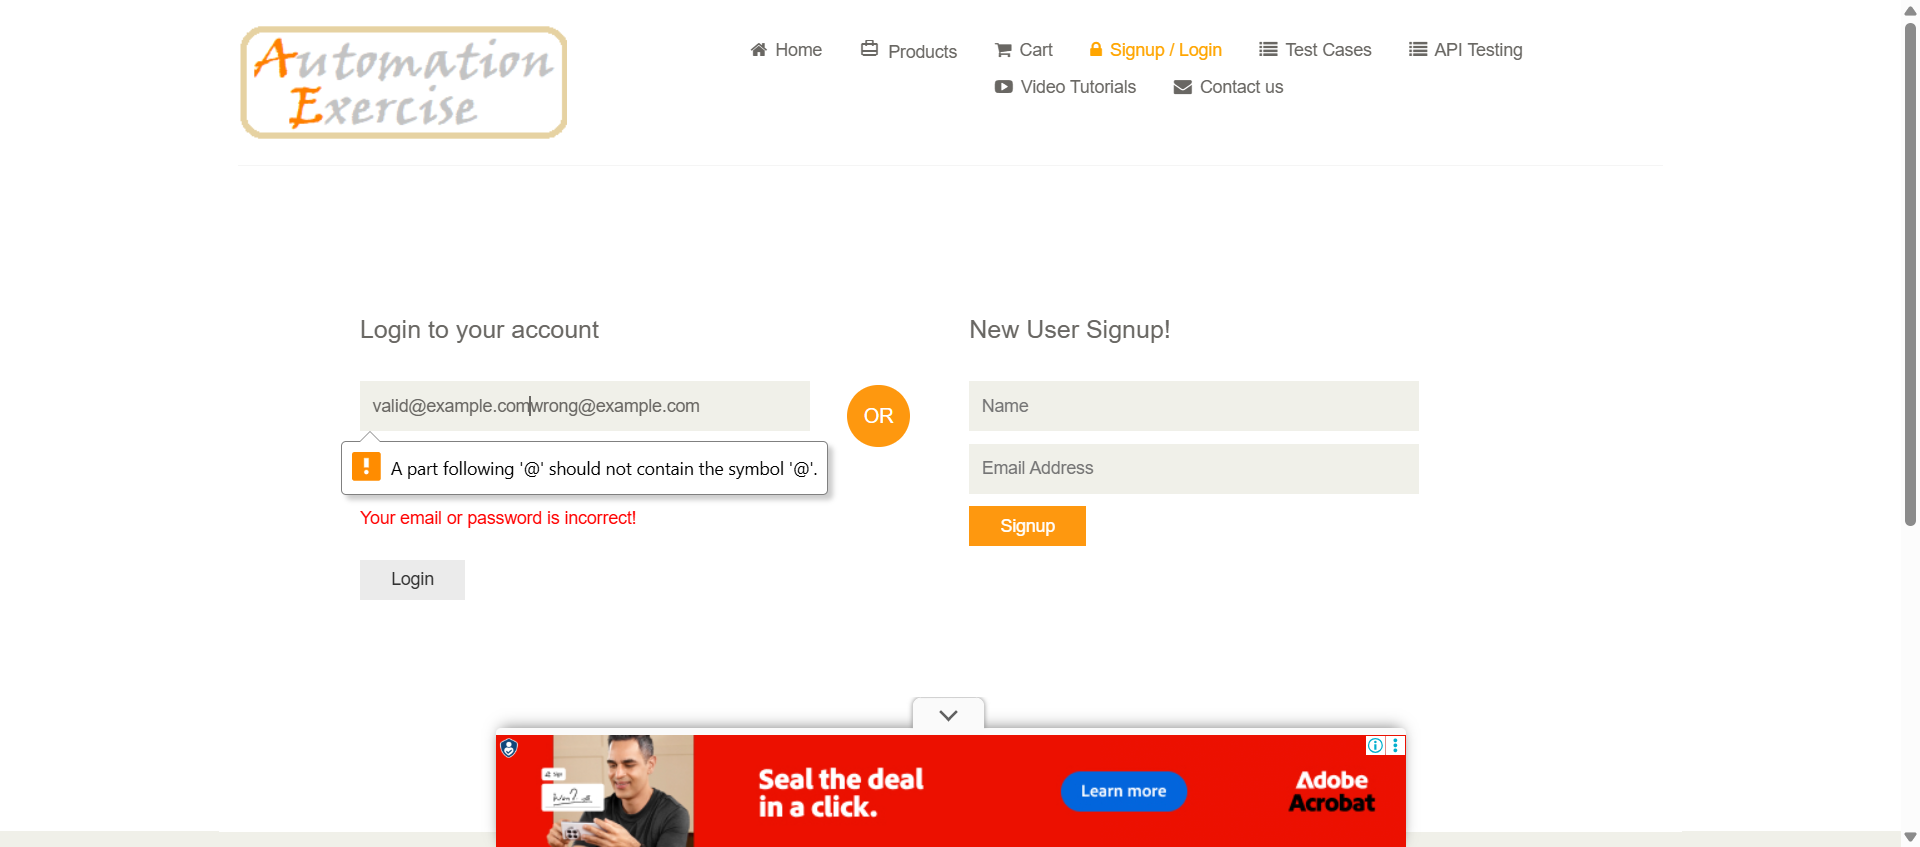 Automation
Exercise
Home
Products
Cart
Signup / Login
Test Cases
API Testing
Video Tutorials
Contact us
Login to your account
valid@example.comwrong@example.com
A part following '@' should not contain the symbol '@'.
Your email or password is incorrect!
Login
OR
New User Signup!
Name
Email Address
Signup
Sign
Seal the deal
in a click.
Learn more
Adobe
Acrobat